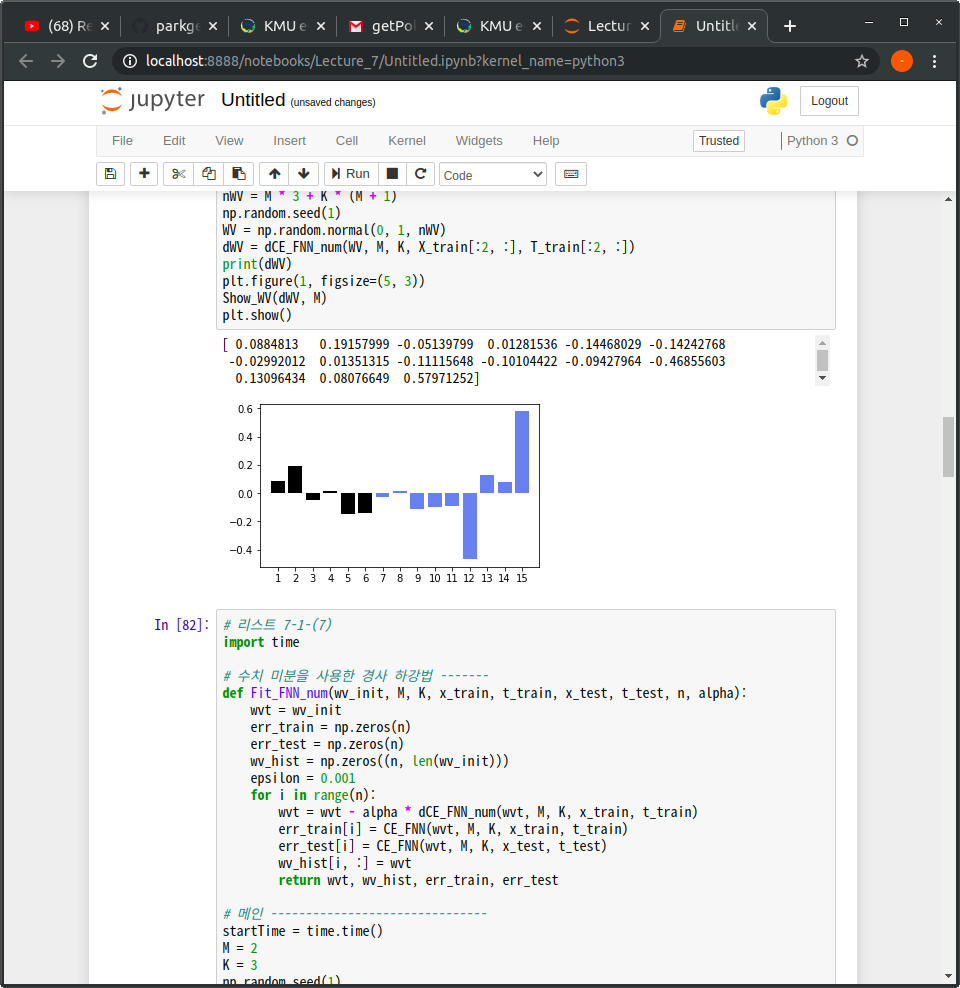 (68) Re
parkge
KMU e
getPol
KMU e
Lectur
Untitl
localhost:8888/notebooks/Lecture_7/Untitled.ipynb?kernel_name=python3
jupyter Untitled (unsaved changes)
Logout
File Edit View Insert Cell Kernel Widgets Help
Trusted
Python 3
Run
Code
nWV = M * 3 + K * (M + 1)
np.random.seed(1)
WV = np.random.normal(0, 1, nWV)
dWV = dCE_FNN_num(WV, M, K, X_train[:2, :], T_train[:2, :])
print(dWV)
plt.figure(1, figsize=(5, 3))
Show_WV(dWV, M)
plt.show()
[ 0.0884813   0.19157999 -0.05139799  0.01281536 -0.14468029 -0.14242768
 -0.02992012  0.01351315 -0.11115648 -0.10104422 -0.09427964 -0.46855603
  0.13096434  0.08076649  0.57971252]
0.6
0.4
0.2
0.0
−0.2
−0.4
1 2 3 4 5 6 7 8 9 10 11 12 13 14 15
In [82]:
# 리스트 7-1-(7)
import time
# 수치 미분을 사용한 경사 하강법 -------
def Fit_FNN_num(wv_init, M, K, x_train, t_train, x_test, t_test, n, alpha):
    wvt = wv_init
    err_train = np.zeros(n)
    err_test = np.zeros(n)
    wv_hist = np.zeros((n, len(wv_init)))
    epsilon = 0.001
    for i in range(n):
        wvt = wvt - alpha * dCE_FNN_num(wvt, M, K, x_train, t_train)
        err_train[i] = CE_FNN(wvt, M, K, x_train, t_train)
        err_test[i] = CE_FNN(wvt, M, K, x_test, t_test)
        wv_hist[i, :] = wvt
        return wvt, wv_hist, err_train, err_test
# 메인 -------------------------------
startTime = time.time()
M = 2
K = 3
np.random.seed(1)